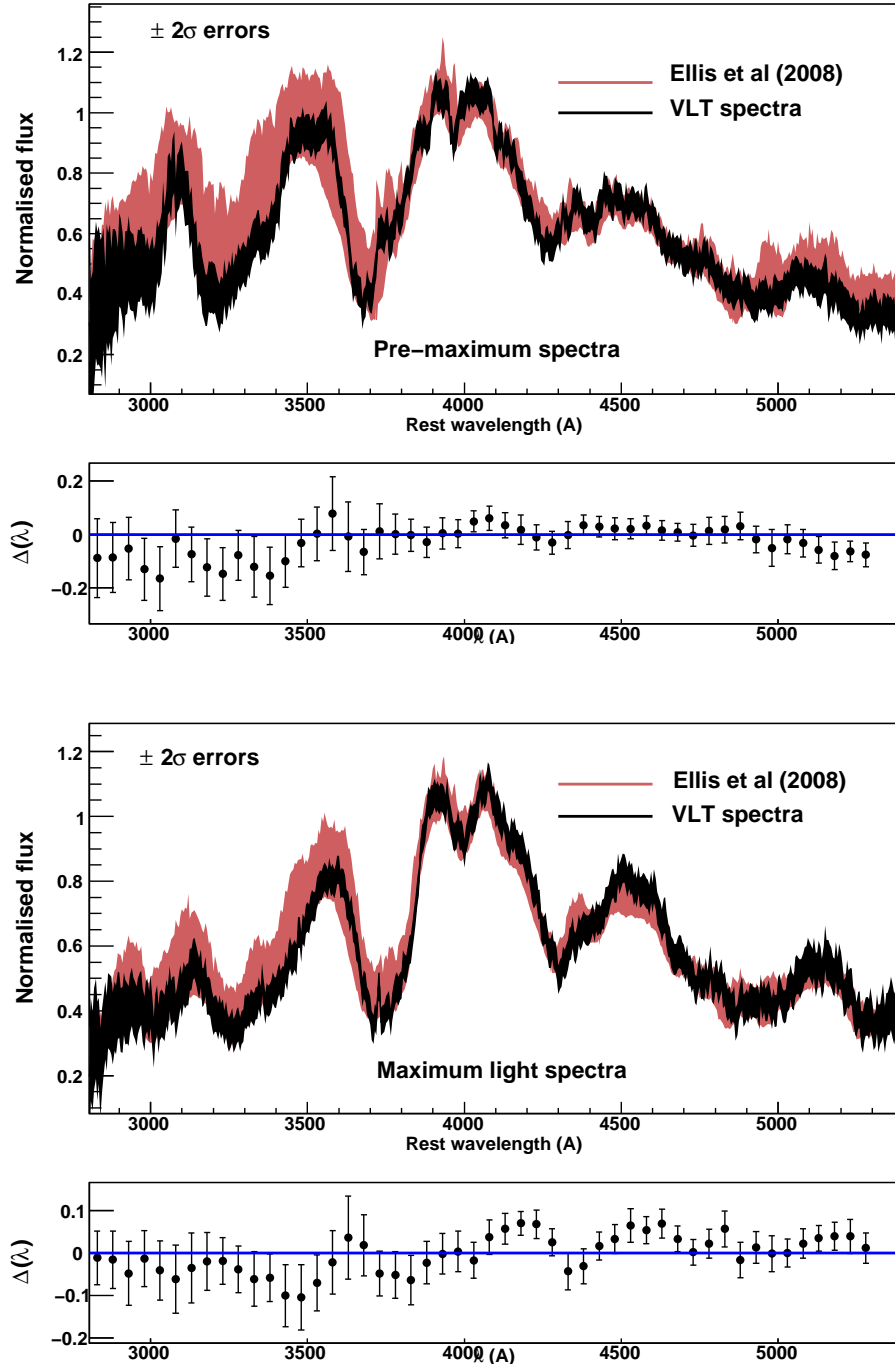 ± 2σ errors
Ellis et al (2008)
VLT spectra
Pre−maximum spectra
Normalised flux
1.2
1
0.8
0.6
0.4
0.2
3000 3500 4000 4500 5000
Rest wavelength (A)
Δ(λ)
0.2
0
−0.2
3000 3500 4000 4500 5000
λ (A)
± 2σ errors
Ellis et al (2008)
VLT spectra
Maximum light spectra
Normalised flux
1.2
1
0.8
0.6
0.4
0.2
3000 3500 4000 4500 5000
Rest wavelength (A)
Δ(λ)
0.1
0
−0.1
−0.2
3000 3500 4000 4500 5000
λ (A)